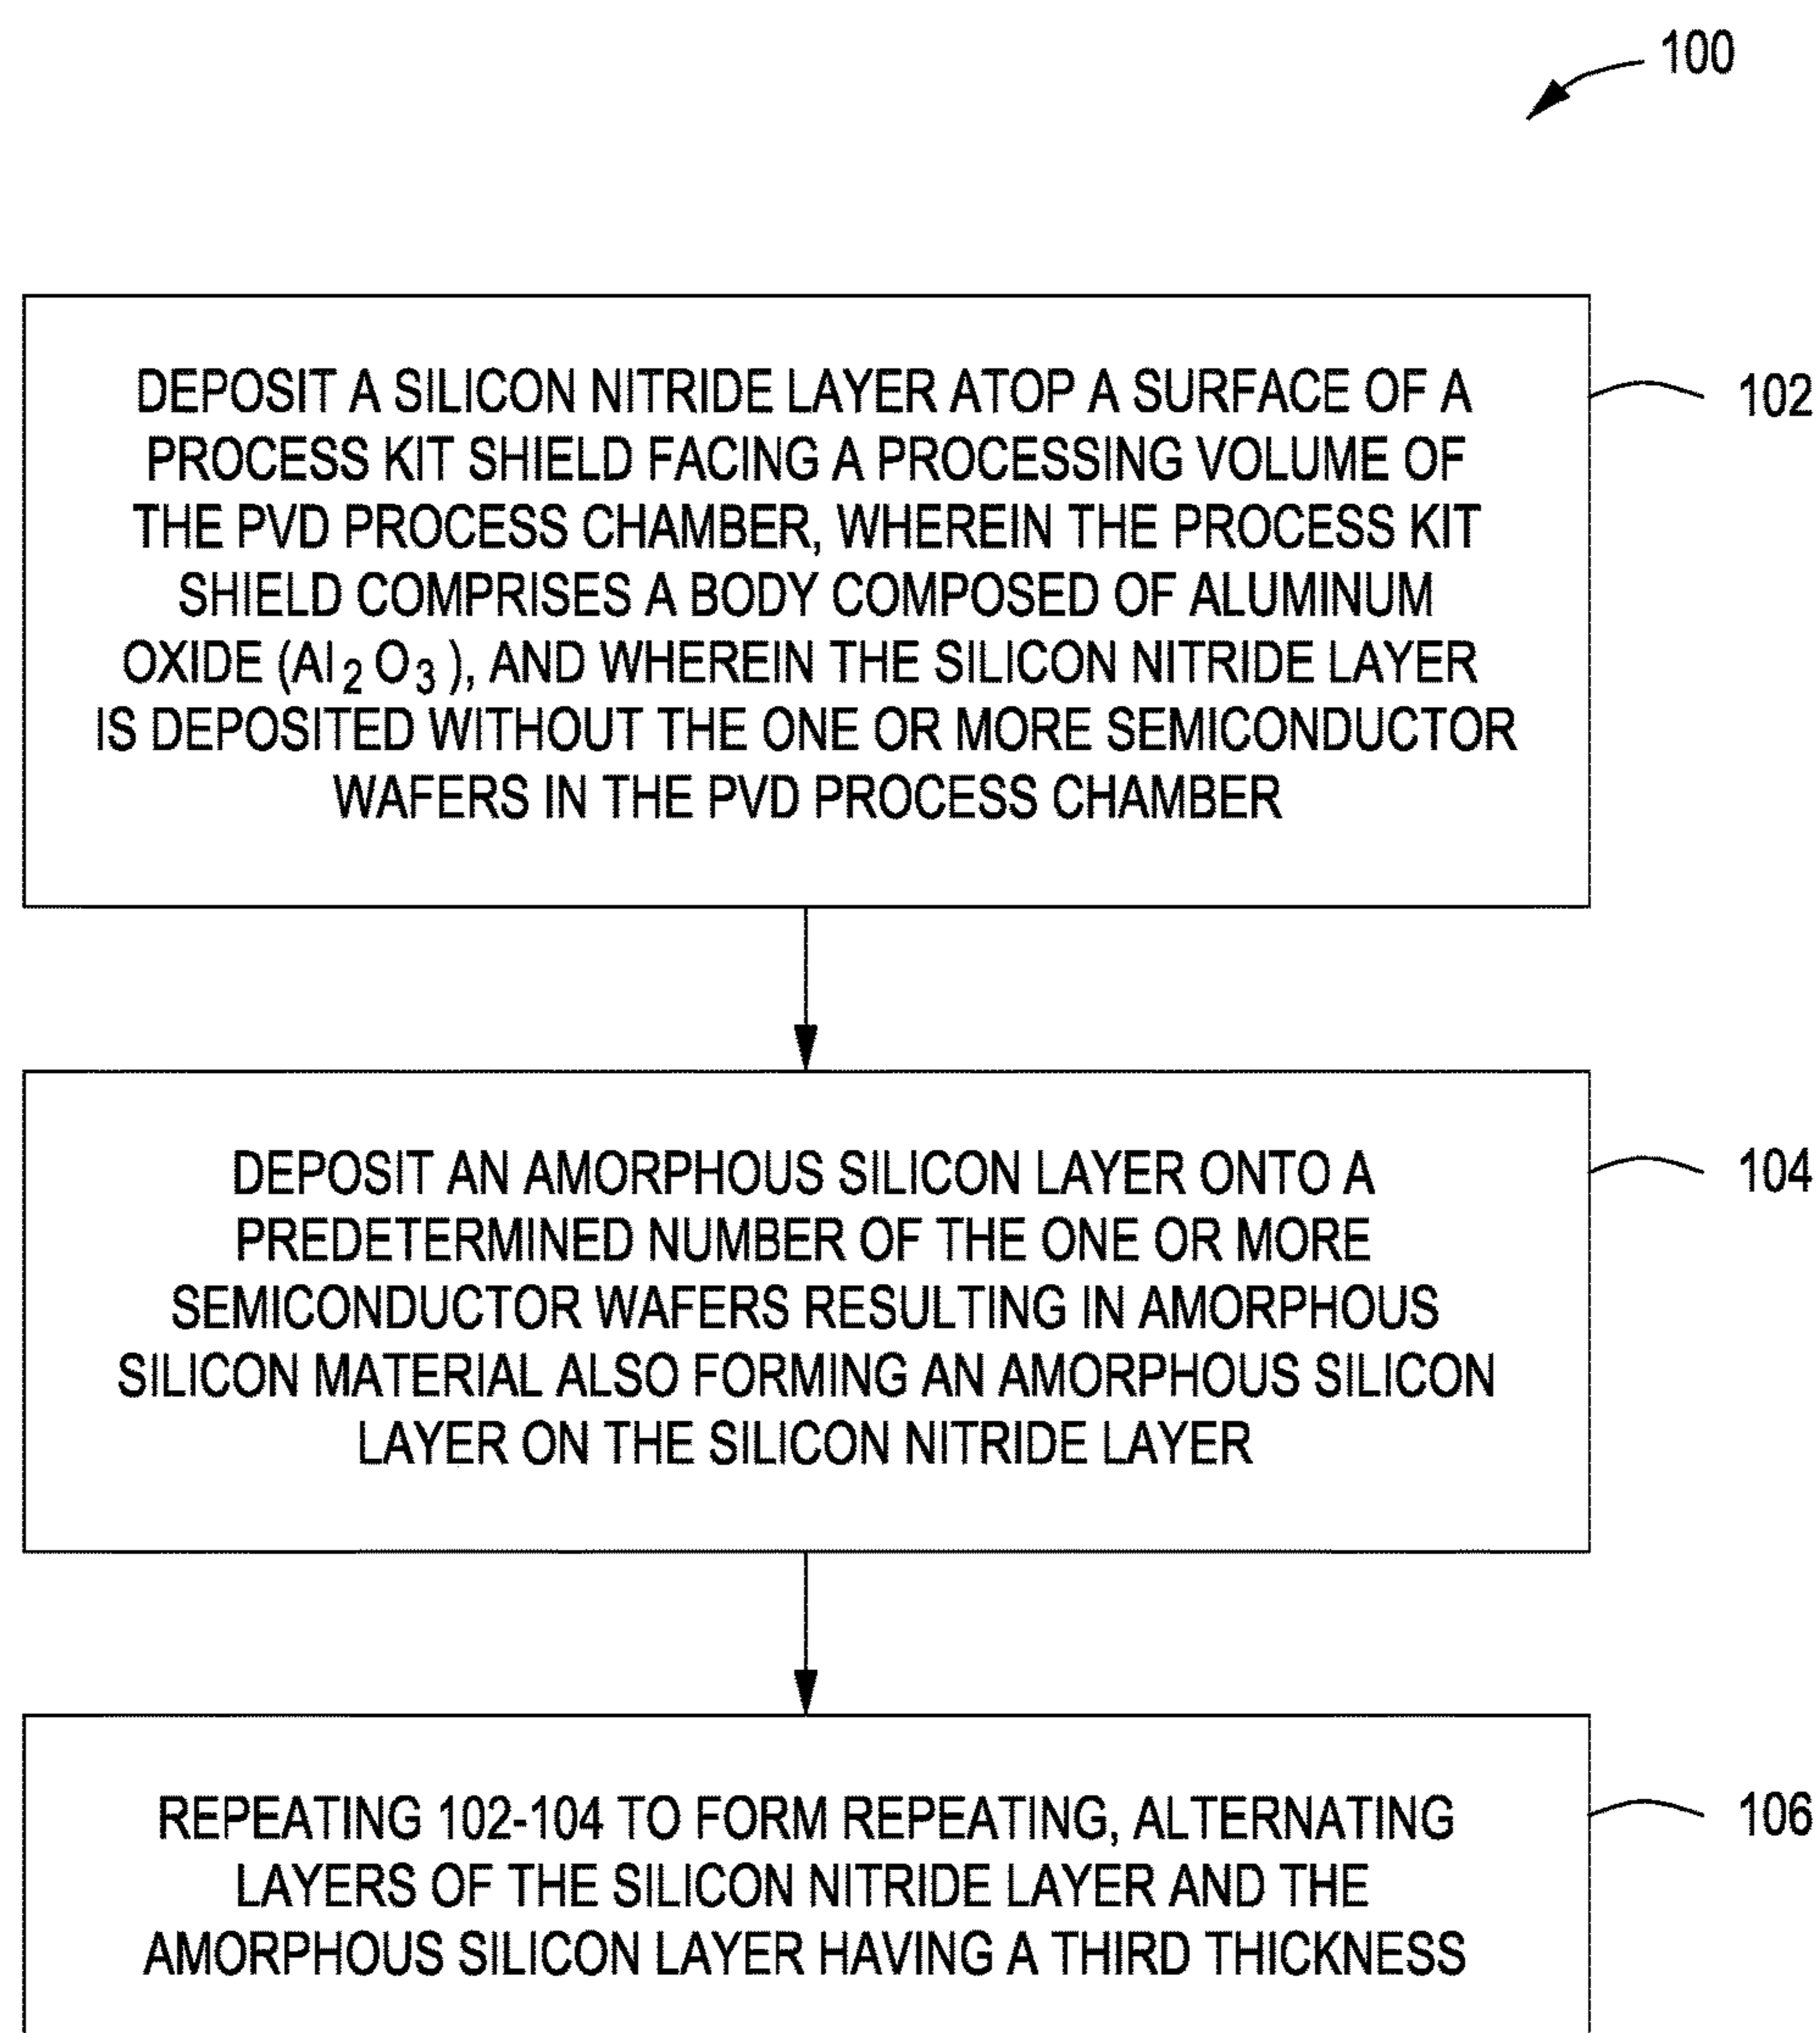 100
DEPOSIT A SILICON NITRIDE LAYER ATOP A SURFACE OF A
PROCESS KIT SHIELD FACING A PROCESSING VOLUME OF
THE PVD PROCESS CHAMBER, WHEREIN THE PROCESS KIT
SHIELD COMPRISES A BODY COMPOSED OF ALUMINUM
OXIDE (Al2O3), AND WHEREIN THE SILICON NITRIDE LAYER
IS DEPOSITED WITHOUT THE ONE OR MORE SEMICONDUCTOR
WAFERS IN THE PVD PROCESS CHAMBER
102
DEPOSIT AN AMORPHOUS SILICON LAYER ONTO A
PREDETERMINED NUMBER OF THE ONE OR MORE
SEMICONDUCTOR WAFERS RESULTING IN AMORPHOUS
SILICON MATERIAL ALSO FORMING AN AMORPHOUS SILICON
LAYER ON THE SILICON NITRIDE LAYER
104
REPEATING 102-104 TO FORM REPEATING, ALTERNATING
LAYERS OF THE SILICON NITRIDE LAYER AND THE
AMORPHOUS SILICON LAYER HAVING A THIRD THICKNESS
106